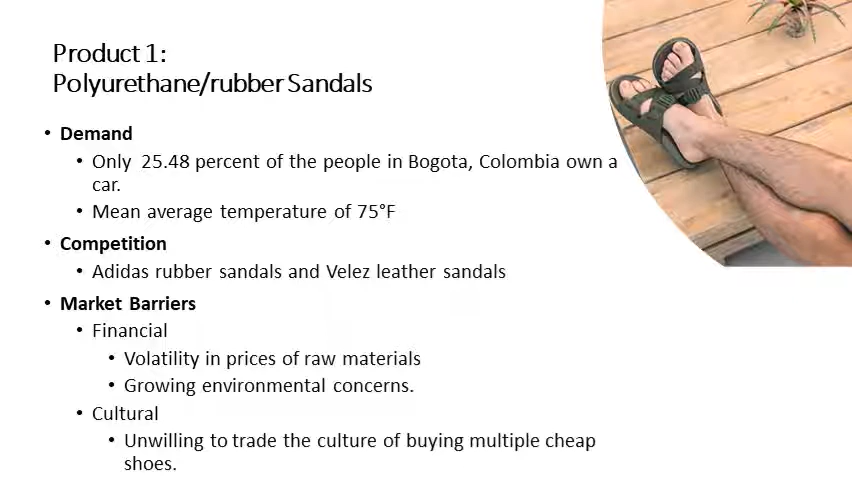 Product 1:
Polyurethane/rubber Sandals
• Demand
• Only 25.48 percent of the people in Bogota, Colombia own a
car.
• Mean average temperature of 75°F
• Competition
• Adidas rubber sandals and Velez leather sandals
• Market Barriers
• Financial
• Volatility in prices of raw materials
• Growing environmental concerns.
• Cultural
• Unwilling to trade the culture of buying multiple cheap
shoes.